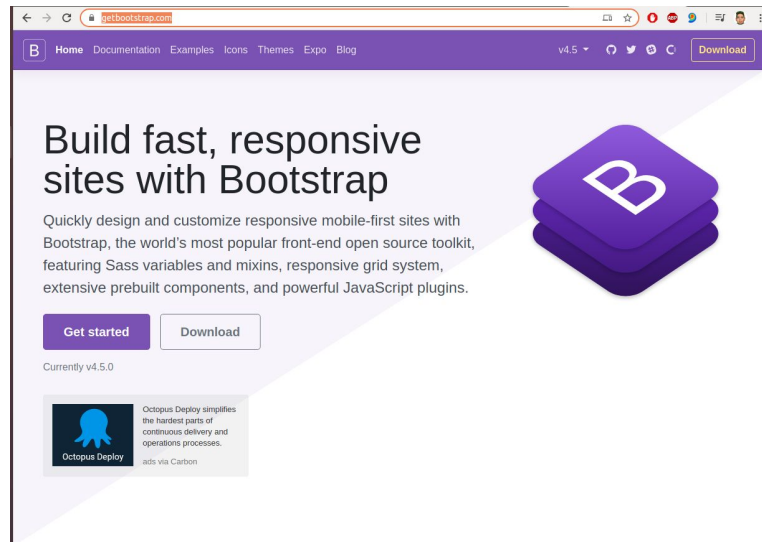 getbootstrap.com
ABP
B Home Documentation Examples Icons Themes Expo Blog v4.5 Download
Build fast, responsive
sites with Bootstrap
B
Quickly design and customize responsive mobile-first sites with
Bootstrap, the world's most popular front-end open source toolkit,
featuring Sass variables and mixins, responsive grid system,
extensive prebuilt components, and powerful JavaScript plugins.
Get started Download
Currently v4.5.0
Octopus Deploy
Octopus Deploy simplifies
the hardest parts of
continuous delivery and
operations processes.
ads via Carbon